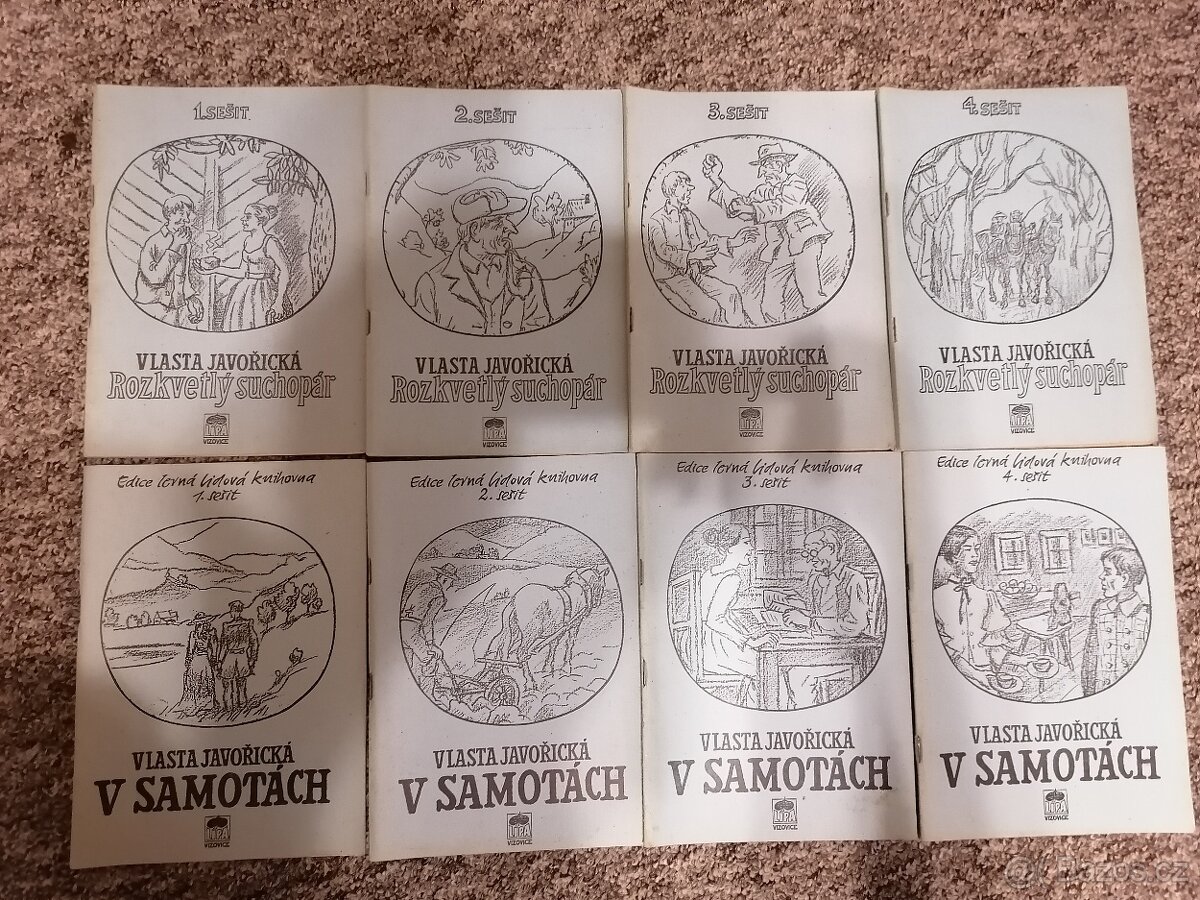 1. SEŠIT
VLASTA JAVOŘICKÁ
Rozkvetlý suchopár
LÍPA
VIZOVICE
2. SEŠIT
VLASTA JAVOŘICKÁ
Rozkvetlý suchopár
LÍPA
VIZOVICE
3. SEŠIT
VLASTA JAVOŘICKÁ
Rozkvetlý suchopár
LÍPA
VIZOVICE
4. SEŠIT
VLASTA JAVOŘICKÁ
Rozkvetlý suchopár
LÍPA
VIZOVICE
Edice černá lidová knihovna
1. sešit
VLASTA JAVOŘICKÁ
V SAMOTÁCH
LÍPA
VIZOVICE
Edice černá lidová knihovna
2. sešit
VLASTA JAVOŘICKÁ
V SAMOTÁCH
LÍPA
VIZOVICE
Edice černá lidová knihovna
3. sešit
VLASTA JAVOŘICKÁ
V SAMOTÁCH
LÍPA
VIZOVICE
Edice černá lidová knihovna
4. sešit
VLASTA JAVOŘICKÁ
V SAMOTÁCH
LÍPA
VIZOVICE
Bazos.cz